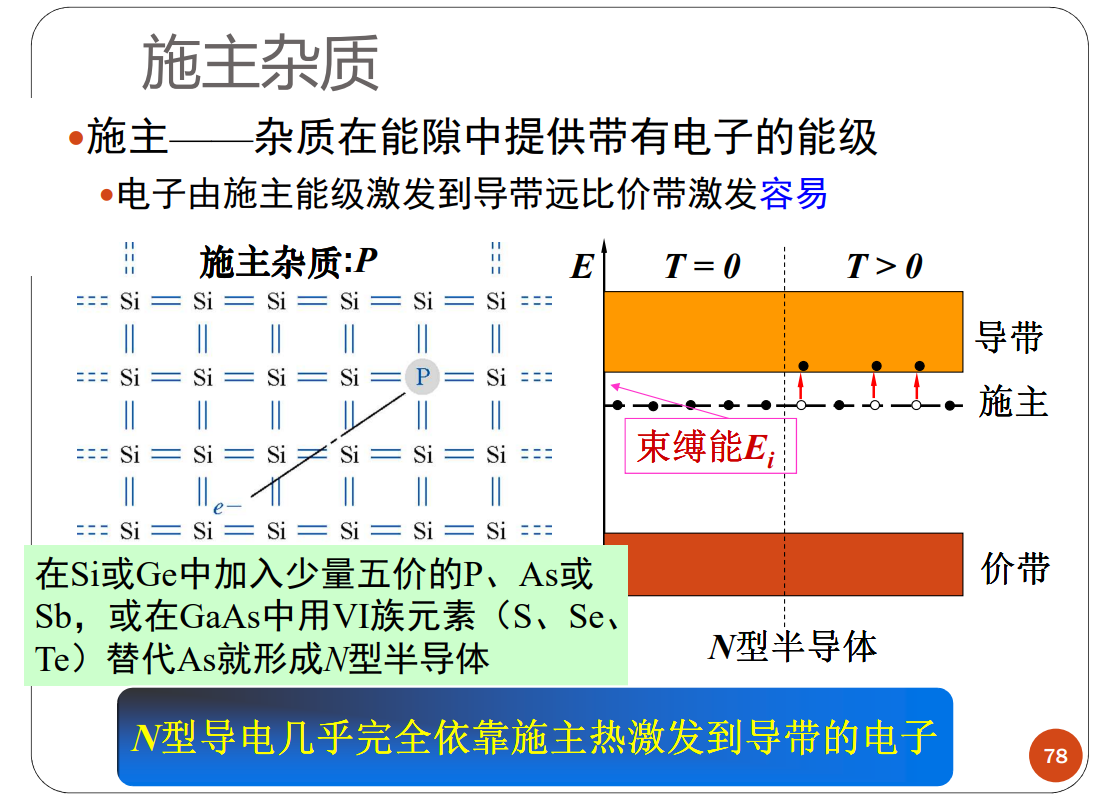 施主杂质
•施主——杂质在能隙中提供带有电子的能级
•电子由施主能级激发到导带远比价带激发容易
施主杂质:P
Si Si Si Si Si Si
Si Si Si Si P Si
Si Si Si Si Si Si
e−
Si Si Si Si Si Si
E T = 0 T > 0
导带
施主
束缚能Ei
价带
N型半导体
在Si或Ge中加入少量五价的P、As或
Sb，或在GaAs中用VI族元素（S、Se、
Te）替代As就形成N型半导体
N型导电几乎完全依靠施主热激发到导带的电子
78